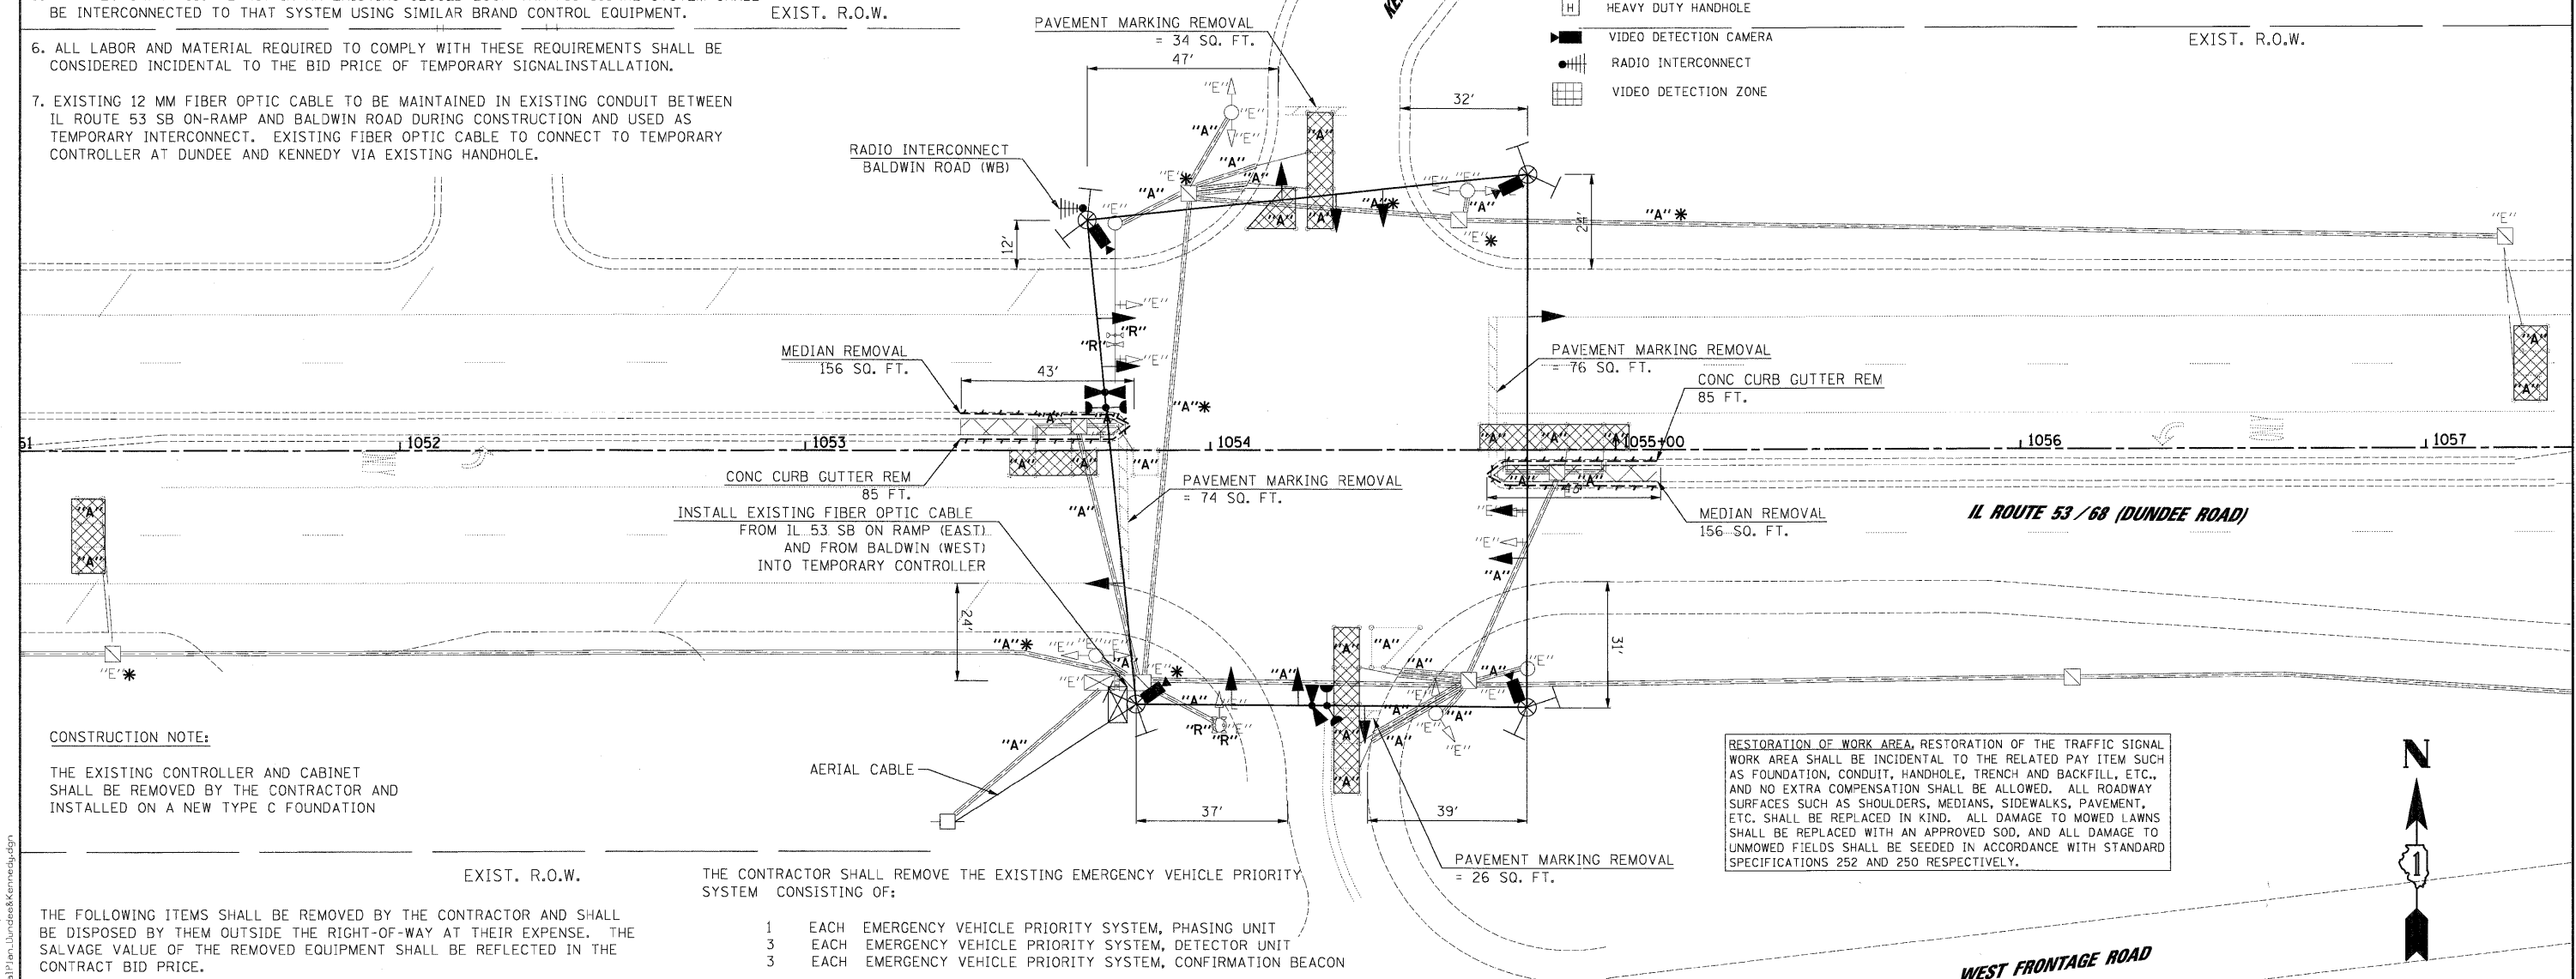 BE INTERCONNECTED TO THAT SYSTEM USING SIMILAR BRAND CONTROL EQUIPMENT.
EXIST. R.O.W.
6. ALL LABOR AND MATERIAL REQUIRED TO COMPLY WITH THESE REQUIREMENTS SHALL BE
CONSIDERED INCIDENTAL TO THE BID PRICE OF TEMPORARY SIGNALINSTALLATION.
7. EXISTING 12 MM FIBER OPTIC CABLE TO BE MAINTAINED IN EXISTING CONDUIT BETWEEN
IL ROUTE 53 SB ON-RAMP AND BALDWIN ROAD DURING CONSTRUCTION AND USED AS
TEMPORARY INTERCONNECT. EXISTING FIBER OPTIC CABLE TO CONNECT TO TEMPORARY
CONTROLLER AT DUNDEE AND KENNEDY VIA EXISTING HANDHOLE.
PAVEMENT MARKING REMOVAL
= 34 SQ. FT.
47'
32'
H HEAVY DUTY HANDHOLE
VIDEO DETECTION CAMERA
RADIO INTERCONNECT
VIDEO DETECTION ZONE
EXIST. R.O.W.
RADIO INTERCONNECT
BALDWIN ROAD (WB)
12'
24'
MEDIAN REMOVAL
156 SQ. FT.
43'
PAVEMENT MARKING REMOVAL
= 76 SQ. FT.
CONC CURB GUTTER REM
85 FT.
"R"
"R"
"A"*
"A"*
"E"
51
1052
1053
1054
1055+00
1056
1057
CONC CURB GUTTER REM
85 FT.
PAVEMENT MARKING REMOVAL
= 74 SQ. FT.
43'
MEDIAN REMOVAL
156 SQ. FT.
IL ROUTE 53/68 (DUNDEE ROAD)
INSTALL EXISTING FIBER OPTIC CABLE
FROM IL 53 SB ON RAMP (EAST)
AND FROM BALDWIN (WEST)
INTO TEMPORARY CONTROLLER
24'
31'
"E"*
"A"*
"A"
AERIAL CABLE
37'
39'
PAVEMENT MARKING REMOVAL
= 26 SQ. FT.
CONSTRUCTION NOTE:
THE EXISTING CONTROLLER AND CABINET
SHALL BE REMOVED BY THE CONTRACTOR AND
INSTALLED ON A NEW TYPE C FOUNDATION
RESTORATION OF WORK AREA. RESTORATION OF THE TRAFFIC SIGNAL
WORK AREA SHALL BE INCIDENTAL TO THE RELATED PAY ITEM SUCH
AS FOUNDATION, CONDUIT, HANDHOLE, TRENCH AND BACKFILL, ETC.,
AND NO EXTRA COMPENSATION SHALL BE ALLOWED. ALL ROADWAY
SURFACES SUCH AS SHOULDERS, MEDIANS, SIDEWALKS, PAVEMENT,
ETC. SHALL BE REPLACED IN KIND. ALL DAMAGE TO MOWED LAWNS
SHALL BE REPLACED WITH AN APPROVED SOD, AND ALL DAMAGE TO
UNMOWED FIELDS SHALL BE SEEDED IN ACCORDANCE WITH STANDARD
SPECIFICATIONS 252 AND 250 RESPECTIVELY.
N
1
EXIST. R.O.W.
THE FOLLOWING ITEMS SHALL BE REMOVED BY THE CONTRACTOR AND SHALL
BE DISPOSED BY THEM OUTSIDE THE RIGHT-OF-WAY AT THEIR EXPENSE. THE
SALVAGE VALUE OF THE REMOVED EQUIPMENT SHALL BE REFLECTED IN THE
CONTRACT BID PRICE.
THE CONTRACTOR SHALL REMOVE THE EXISTING EMERGENCY VEHICLE PRIORITY
SYSTEM CONSISTING OF:
1 EACH EMERGENCY VEHICLE PRIORITY SYSTEM, PHASING UNIT
3 EACH EMERGENCY VEHICLE PRIORITY SYSTEM, DETECTOR UNIT
3 EACH EMERGENCY VEHICLE PRIORITY SYSTEM, CONFIRMATION BEACON
WEST FRONTAGE ROAD